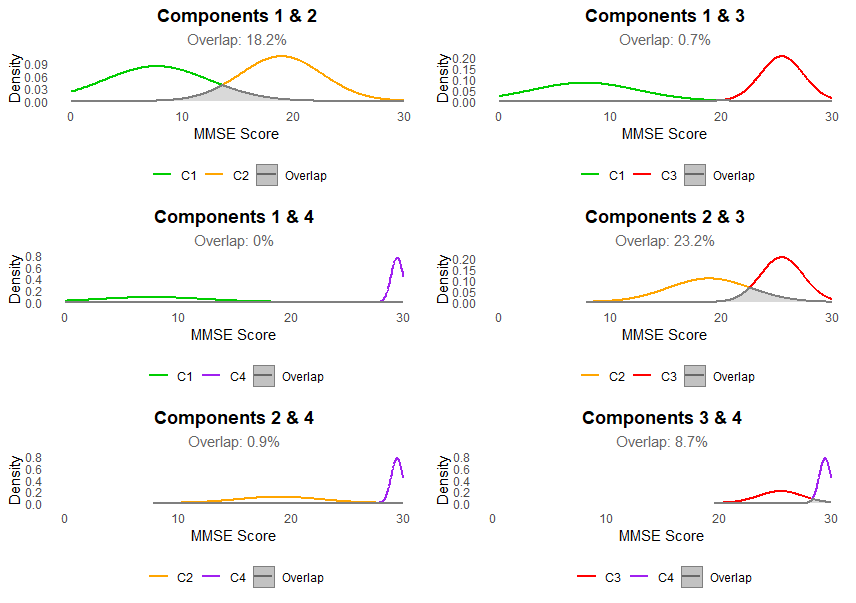 Components 1 & 2
Overlap: 18.2%
Density
0.09
0.06
0.03
0.00
0 10 20 30
MMSE Score
C1 C2 Overlap
Components 1 & 3
Overlap: 0.7%
Density
0.20
0.15
0.10
0.05
0.00
0 10 20 30
MMSE Score
C1 C3 Overlap
Components 1 & 4
Overlap: 0%
Density
0.8
0.6
0.4
0.2
0.0
0 10 20 30
MMSE Score
C1 C4 Overlap
Components 2 & 3
Overlap: 23.2%
Density
0.20
0.15
0.10
0.05
0.00
0 10 20 30
MMSE Score
C2 C3 Overlap
Components 2 & 4
Overlap: 0.9%
Density
0.8
0.6
0.4
0.2
0.0
0 10 20 30
MMSE Score
C2 C4 Overlap
Components 3 & 4
Overlap: 8.7%
Density
0.8
0.6
0.4
0.2
0.0
0 10 20 30
MMSE Score
C3 C4 Overlap